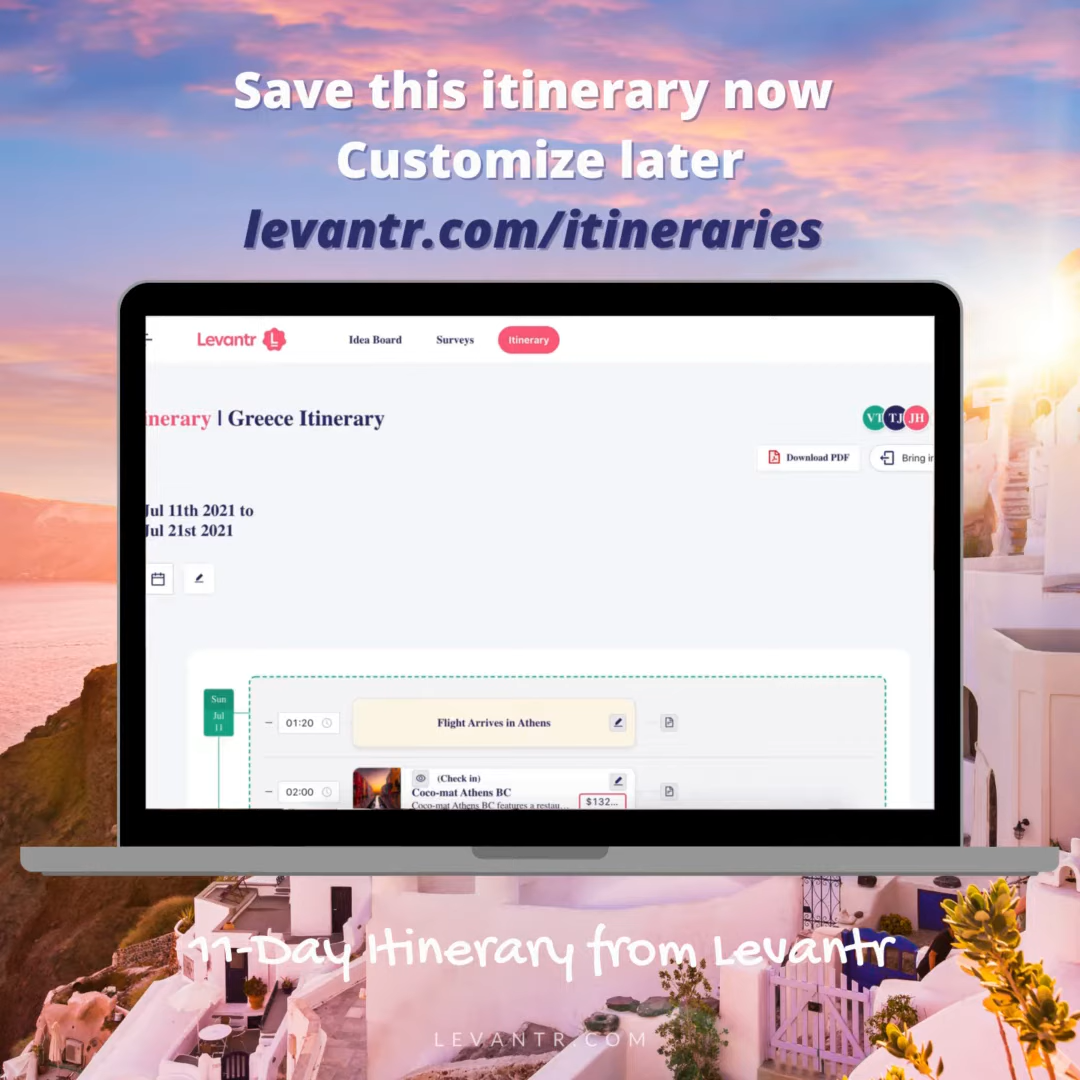 Save this itinerary now
Customize later
levantr.com/itineraries
Levantr L
Idea Board Surveys Itinerary
inerary | Greece Itinerary
VT TJ JH
Download PDF Bring
Jul 11th 2021 to
Jul 21st 2021
Sun
Jul
11
01:20 Flight Arrives in Athens
(Check in)
02:00 Coco-mat Athens BC
Coco-mat Athens BC features a restau... $132...
11-Day Itinerary from Levantr
LEVANTR.COM